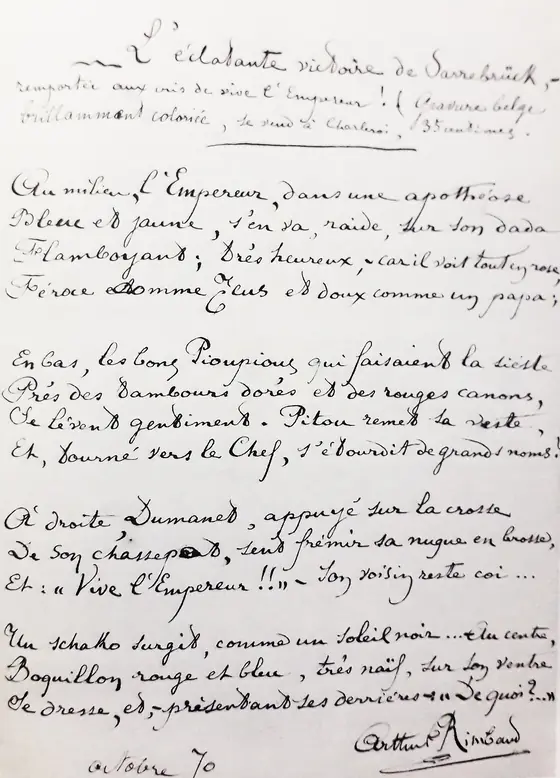 L'éclatante victoire de Sarrebrück, -
remportée aux cris de vive l'Empereur ! ( Gravure belge
brillamment coloriée, se vend à Charleroi, 35 centimes.
Au milieu, l'Empereur, dans une apothéose
Bleue et jaune, s'en va, raide, sur son dada
Flamboyant ; très heureux, - car il voit tout en rose,
Féroce comme Zeus et doux comme un papa ;
En bas, les bons Pioupious qui faisaient la sieste
Près des tambours dorés et des rouges canons,
Se lèvent gentiment. Pitou remet sa veste,
Et, tourné vers le Chef, s'étourdit de grands noms !
À droite, Dumanet, appuyé sur la crosse
De son chassepot, sent frémir sa nuque en brosse,
Et : « Vive l'Empereur !! » - Son voisin reste coi ...
Un schako surgit, comme un soleil noir ... - Au centre,
Boquillon rouge et bleu, très naïf, sur son ventre
Se dresse, et, - présentant ses derrières - : « De quoi ?.. »
Arthur Rimbaud
octobre 70